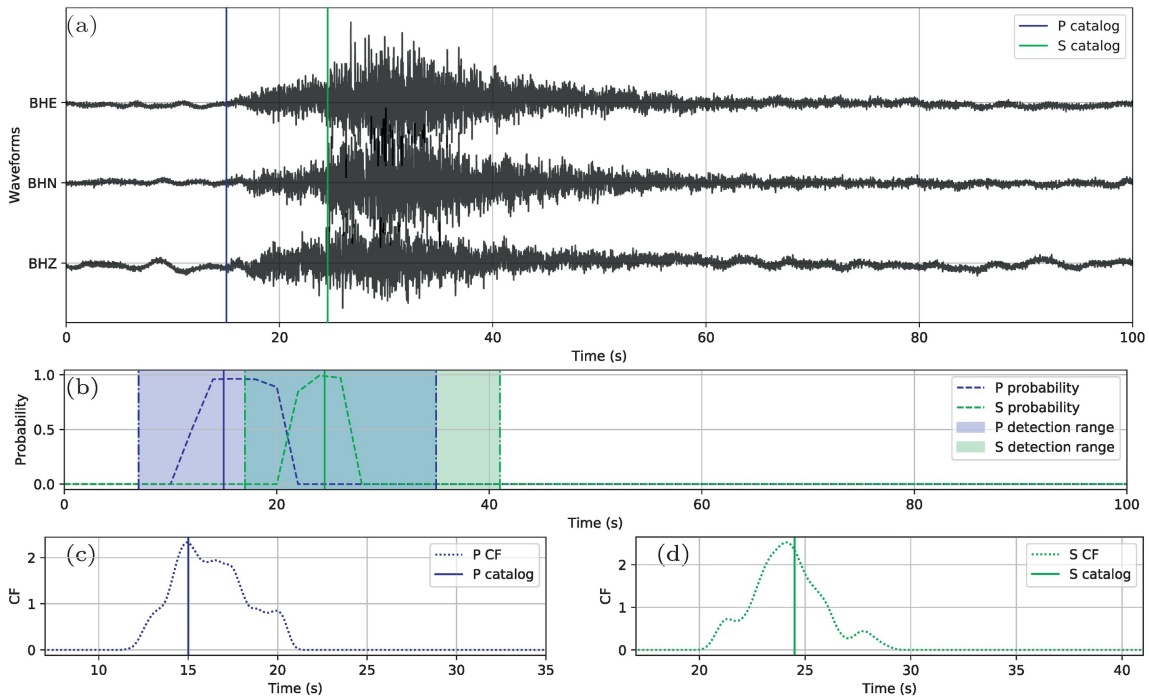 (a)
P catalog
S catalog
BHE
BHN
BHZ
Waveforms
0 20 40 60 80 100
Time (s)
(b)
1.0
0.5
0.0
Probability
P probability
S probability
P detection range
S detection range
0 20 40 60 80 100
Time (s)
(c)
P CF
P catalog
2
1
0
CF
10 15 20 25 30 35
Time (s)
(d)
S CF
S catalog
2
1
0
CF
20 25 30 35 40
Time (s)